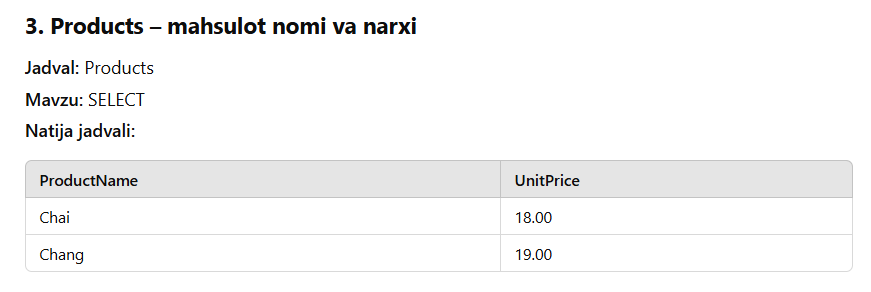 3. Products – mahsulot nomi va narxi
Jadval: Products
Mavzu: SELECT
Natija jadvali:
ProductName UnitPrice
Chai 18.00
Chang 19.00